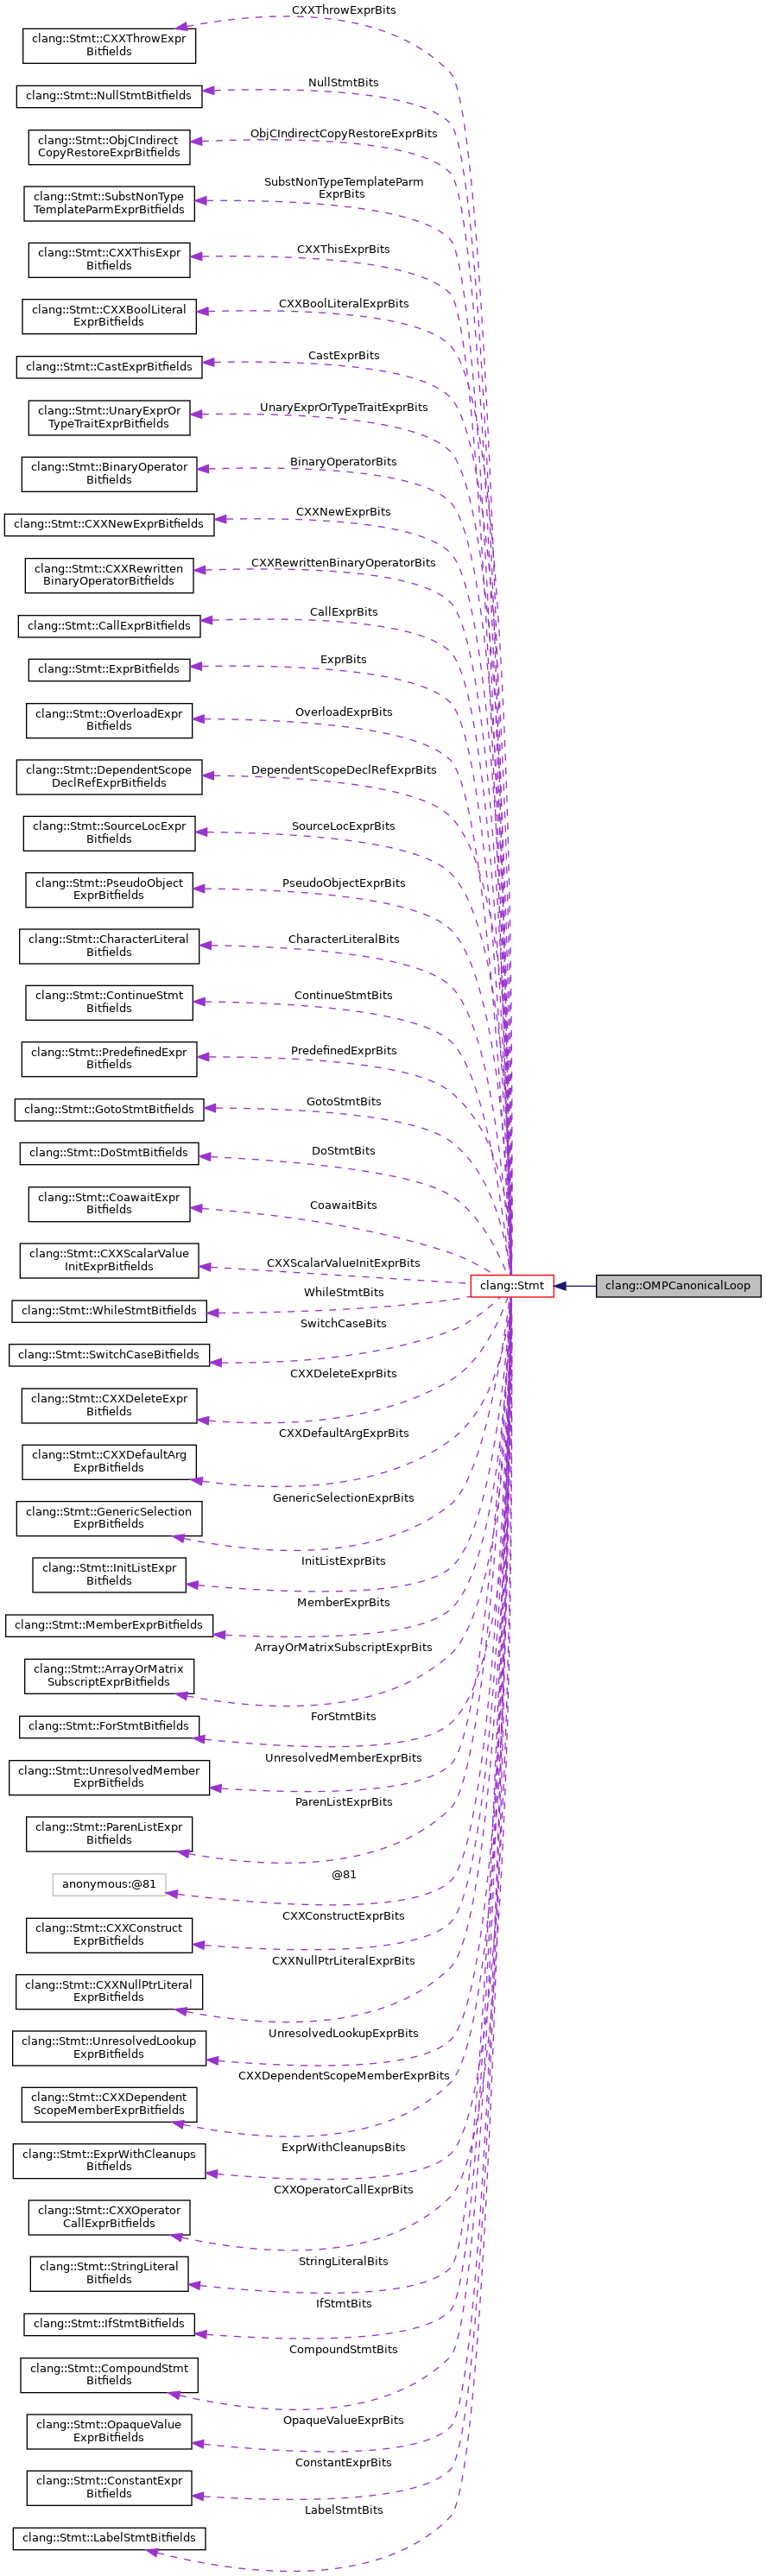 CXXThrowExprBits
clang::Stmt::CXXThrowExpr
Bitfields
NullStmtBits
clang::Stmt::NullStmtBitfields
ObjCIndirectCopyRestoreExprBits
clang::Stmt::ObjCIndirect
CopyRestoreExprBitfields
SubstNonTypeTemplateParm
ExprBits
clang::Stmt::SubstNonType
TemplateParmExprBitfields
CXXThisExprBits
clang::Stmt::CXXThisExpr
Bitfields
CXXBoolLiteralExprBits
clang::Stmt::CXXBoolLiteral
ExprBitfields
CastExprBits
clang::Stmt::CastExprBitfields
UnaryExprOrTypeTraitExprBits
clang::Stmt::UnaryExprOr
TypeTraitExprBitfields
BinaryOperatorBits
clang::Stmt::BinaryOperator
Bitfields
CXXNewExprBits
clang::Stmt::CXXNewExprBitfields
CXXRewrittenBinaryOperatorBits
clang::Stmt::CXXRewritten
BinaryOperatorBitfields
CallExprBits
clang::Stmt::CallExprBitfields
ExprBits
clang::Stmt::ExprBitfields
OverloadExprBits
clang::Stmt::OverloadExpr
Bitfields
DependentScopeDeclRefExprBits
clang::Stmt::DependentScope
DeclRefExprBitfields
SourceLocExprBits
clang::Stmt::SourceLocExpr
Bitfields
PseudoObjectExprBits
clang::Stmt::PseudoObject
ExprBitfields
CharacterLiteralBits
clang::Stmt::CharacterLiteral
Bitfields
ContinueStmtBits
clang::Stmt::ContinueStmt
Bitfields
PredefinedExprBits
clang::Stmt::PredefinedExpr
Bitfields
GotoStmtBits
clang::Stmt::GotoStmtBitfields
DoStmtBits
clang::Stmt::DoStmtBitfields
CoawaitBits
clang::Stmt::CoawaitExpr
Bitfields
CXXScalarValueInitExprBits
clang::Stmt::CXXScalarValue
InitExprBitfields
clang::Stmt
clang::OMPCanonicalLoop
WhileStmtBits
clang::Stmt::WhileStmtBitfields
SwitchCaseBits
clang::Stmt::SwitchCaseBitfields
CXXDeleteExprBits
clang::Stmt::CXXDeleteExpr
Bitfields
CXXDefaultArgExprBits
clang::Stmt::CXXDefaultArg
ExprBitfields
GenericSelectionExprBits
clang::Stmt::GenericSelection
ExprBitfields
InitListExprBits
clang::Stmt::InitListExpr
Bitfields
MemberExprBits
clang::Stmt::MemberExprBitfields
ArrayOrMatrixSubscriptExprBits
clang::Stmt::ArrayOrMatrix
SubscriptExprBitfields
ForStmtBits
clang::Stmt::ForStmtBitfields
UnresolvedMemberExprBits
clang::Stmt::UnresolvedMember
ExprBitfields
ParenListExprBits
clang::Stmt::ParenListExpr
Bitfields
@81
anonymous:@81
CXXConstructExprBits
clang::Stmt::CXXConstruct
ExprBitfields
CXXNullPtrLiteralExprBits
clang::Stmt::CXXNullPtrLiteral
ExprBitfields
UnresolvedLookupExprBits
clang::Stmt::UnresolvedLookup
ExprBitfields
CXXDependentScopeMemberExprBits
clang::Stmt::CXXDependent
ScopeMemberExprBitfields
ExprWithCleanupsBits
clang::Stmt::ExprWithCleanups
Bitfields
CXXOperatorCallExprBits
clang::Stmt::CXXOperator
CallExprBitfields
StringLiteralBits
clang::Stmt::StringLiteral
Bitfields
IfStmtBits
clang::Stmt::IfStmtBitfields
CompoundStmtBits
clang::Stmt::CompoundStmt
Bitfields
OpaqueValueExprBits
clang::Stmt::OpaqueValue
ExprBitfields
ConstantExprBits
clang::Stmt::ConstantExpr
Bitfields
LabelStmtBits
clang::Stmt::LabelStmtBitfields